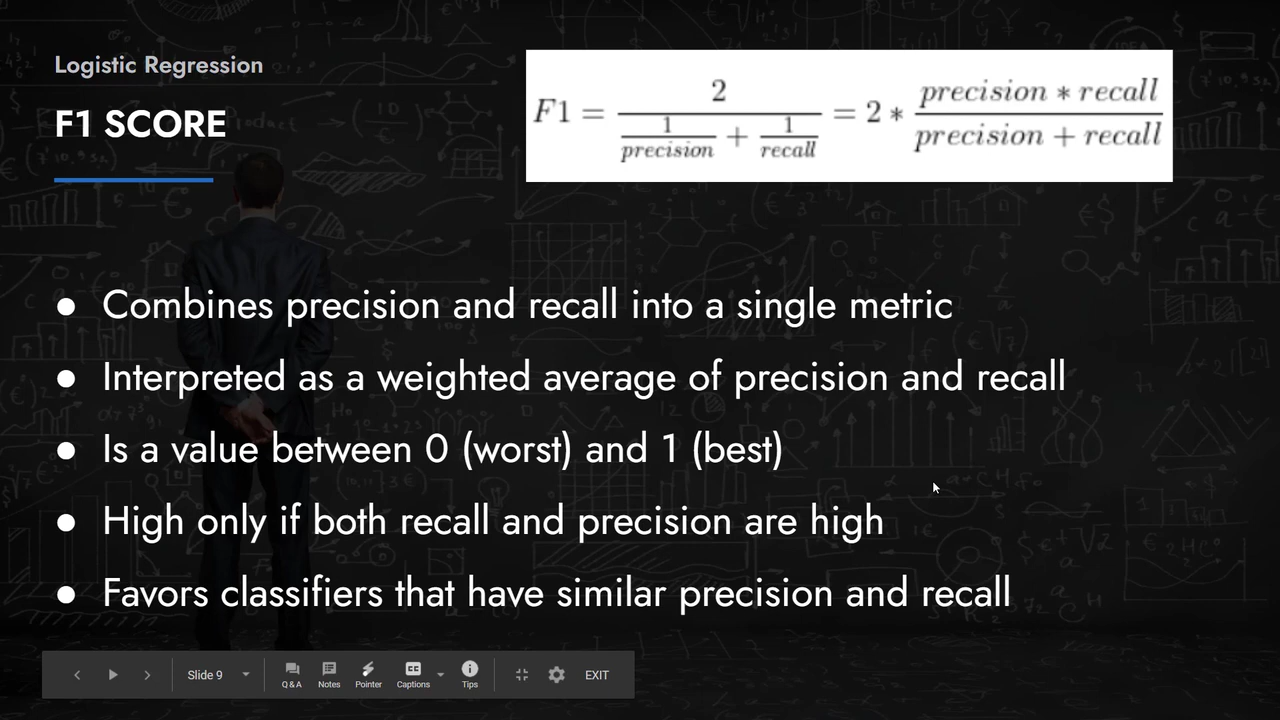 Logistic Regression
F1 SCORE
F1 = 2 / (1/precision + 1/recall) = 2 * (precision * recall) / (precision + recall)
● Combines precision and recall into a single metric
● Interpreted as a weighted average of precision and recall
● Is a value between 0 (worst) and 1 (best)
● High only if both recall and precision are high
● Favors classifiers that have similar precision and recall
Slide 9
Q & A
Notes
Pointer
CC
Captions
Tips
EXIT